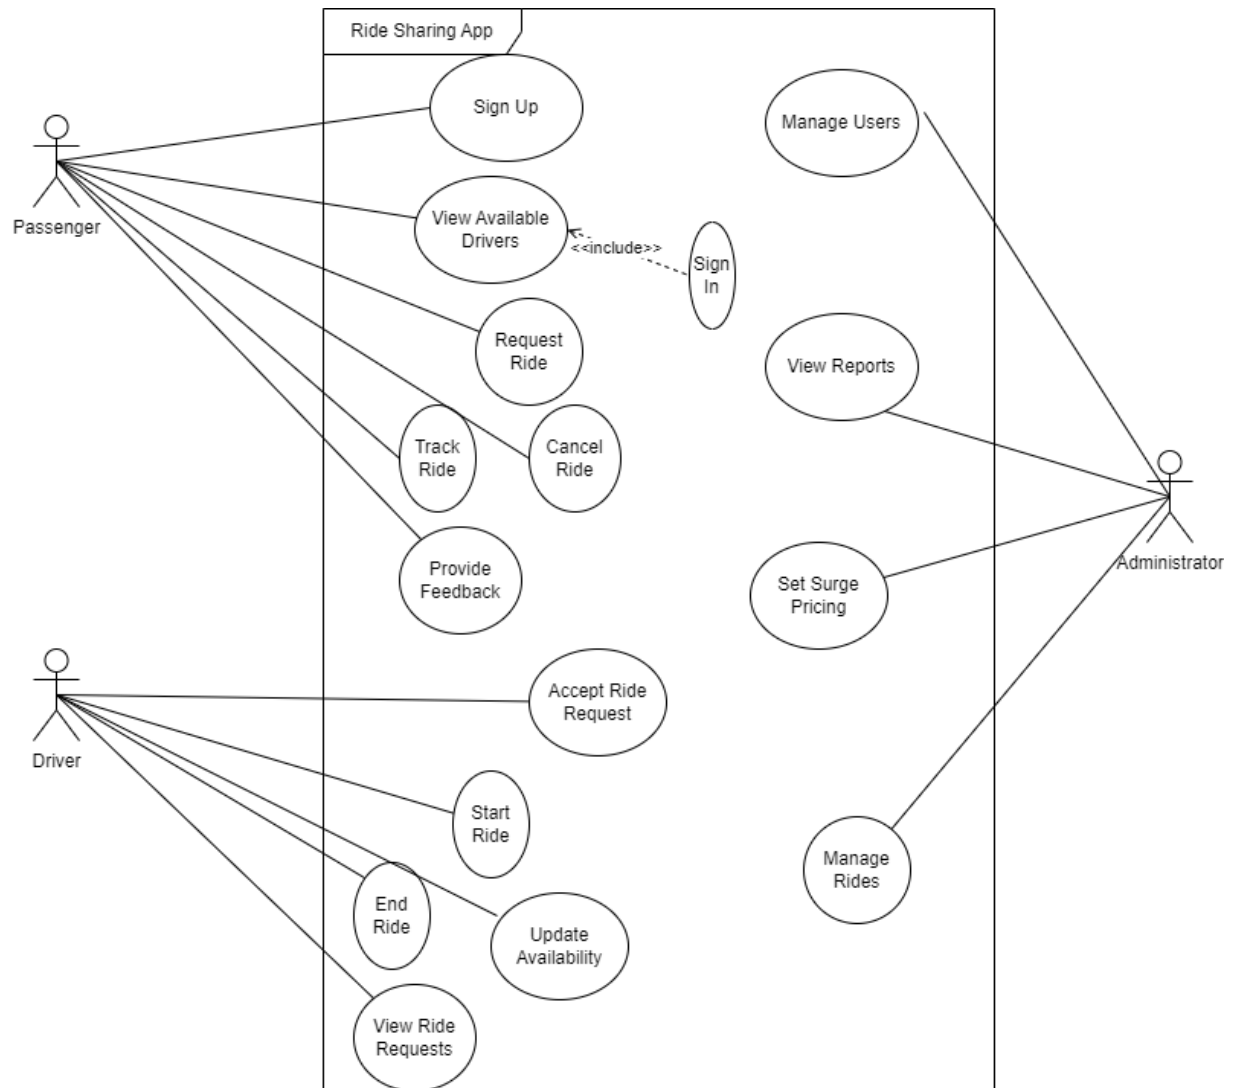 Ride Sharing App
Sign Up
Manage Users
Passenger
View Available
Drivers
<<include>>
Sign
In
Request
Ride
View Reports
Track
Ride
Cancel
Ride
Administrator
Provide
Feedback
Set Surge
Pricing
Driver
Accept Ride
Request
Start
Ride
Manage
Rides
End
Ride
Update
Availability
View Ride
Requests